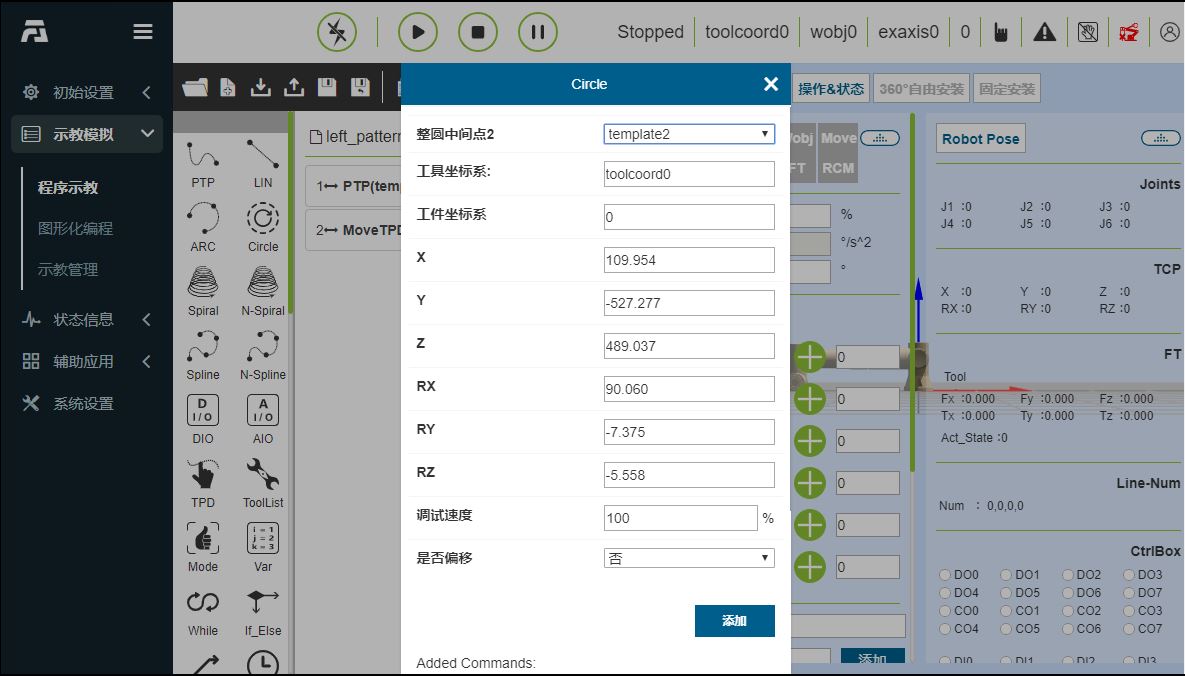 Stopped toolcoord0 wobj0 exaxis0 0
初始设置
示教模拟
程序示教
图形化编程
示教管理
状态信息
辅助应用
系统设置
PTP LIN
ARC Circle
Spiral N-Spiral
Spline N-Spline
D I/O A I/O
DIO AIO
TPD ToolList
i = 1
j = 2
k = 3
Mode Var
While If_Else
left_pattern
1 PTP(tem
2 MoveTPD
Circle
整圆中间点2 template2
工具坐标系: toolcoord0
工件坐标系 0
X 109.954
Y -527.277
Z 489.037
RX 90.060
RY -7.375
RZ -5.558
调试速度 100 %
是否偏移 否
添加
Added Commands:
操作&状态 360°自由安装 固定安装
obj Move
FT RCM
%
°/s^2
°
0
0
0
0
0
0
添加
Robot Pose
Joints
J1 :0 J2 :0 J3 :0
J4 :0 J5 :0 J6 :0
TCP
X :0 Y :0 Z :0
RX :0 RY :0 RZ :0
FT
Tool
Fx :0.000 Fy :0.000 Fz :0.000
Tx :0.000 Ty :0.000 Tz :0.000
Act_State :0
Line-Num
Num : 0,0,0,0
CtrlBox
DO0 DO1 DO2 DO3
DO4 DO5 DO6 DO7
CO0 CO1 CO2 CO3
CO4 CO5 CO6 CO7
DI0 DI1 DI2 DI3